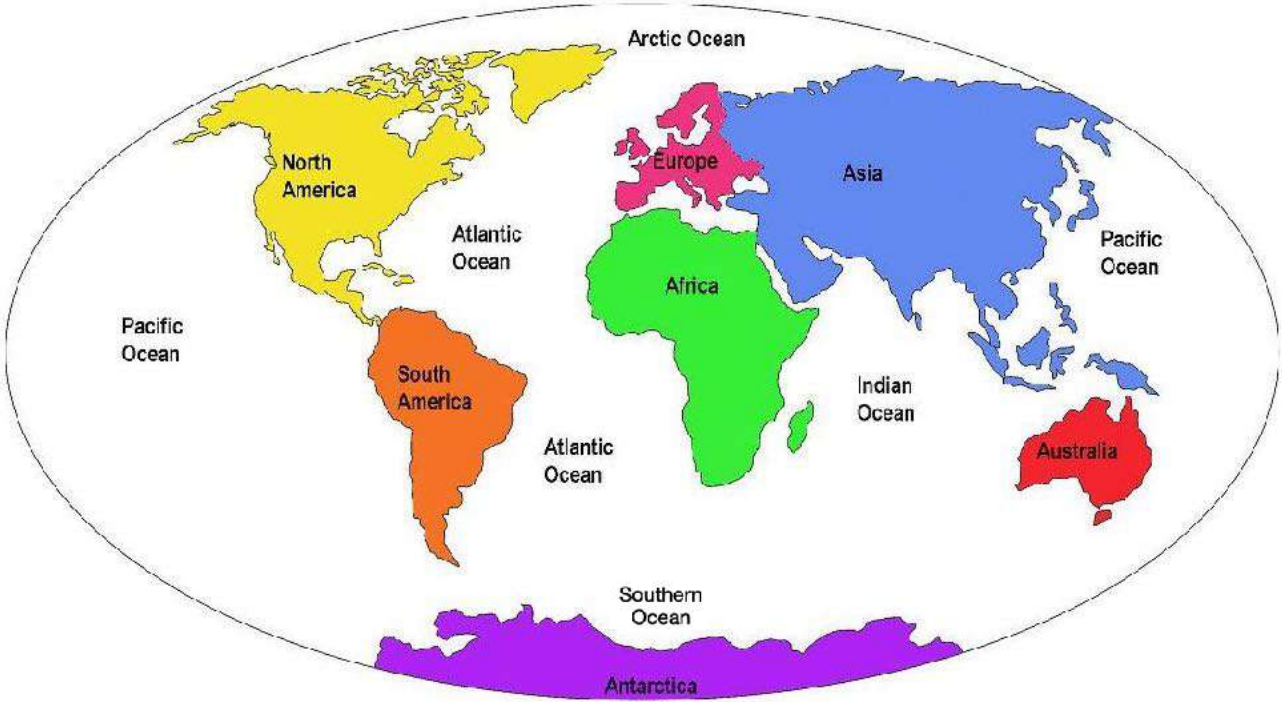 Arctic Ocean
North
America
Europe
Asia
Atlantic
Ocean
Pacific
Ocean
Africa
Pacific
Ocean
South
America
Indian
Ocean
Atlantic
Ocean
Australia
Southern
Ocean
Antarctica